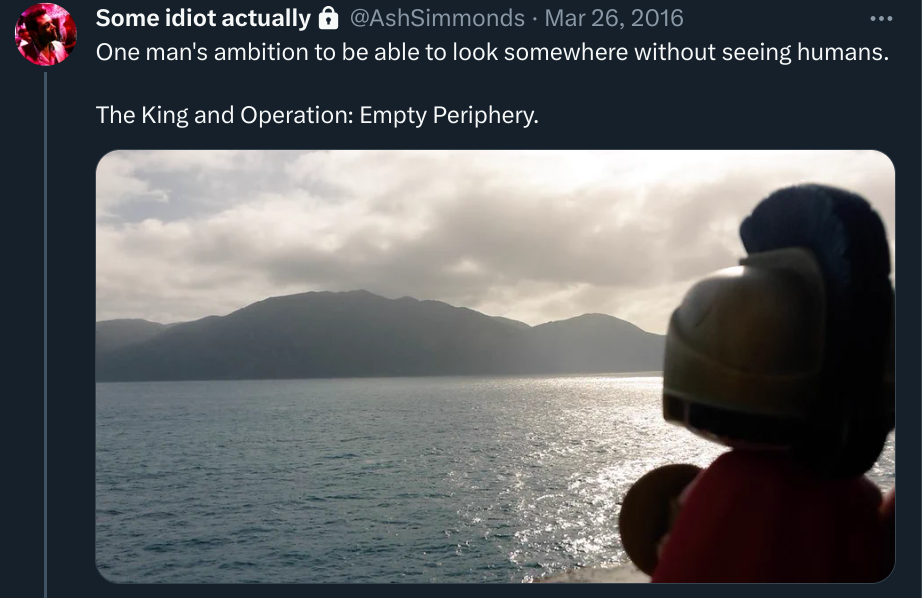 Some idiot actually @AshSimmonds · Mar 26, 2016
One man's ambition to be able to look somewhere without seeing humans.
The King and Operation: Empty Periphery.